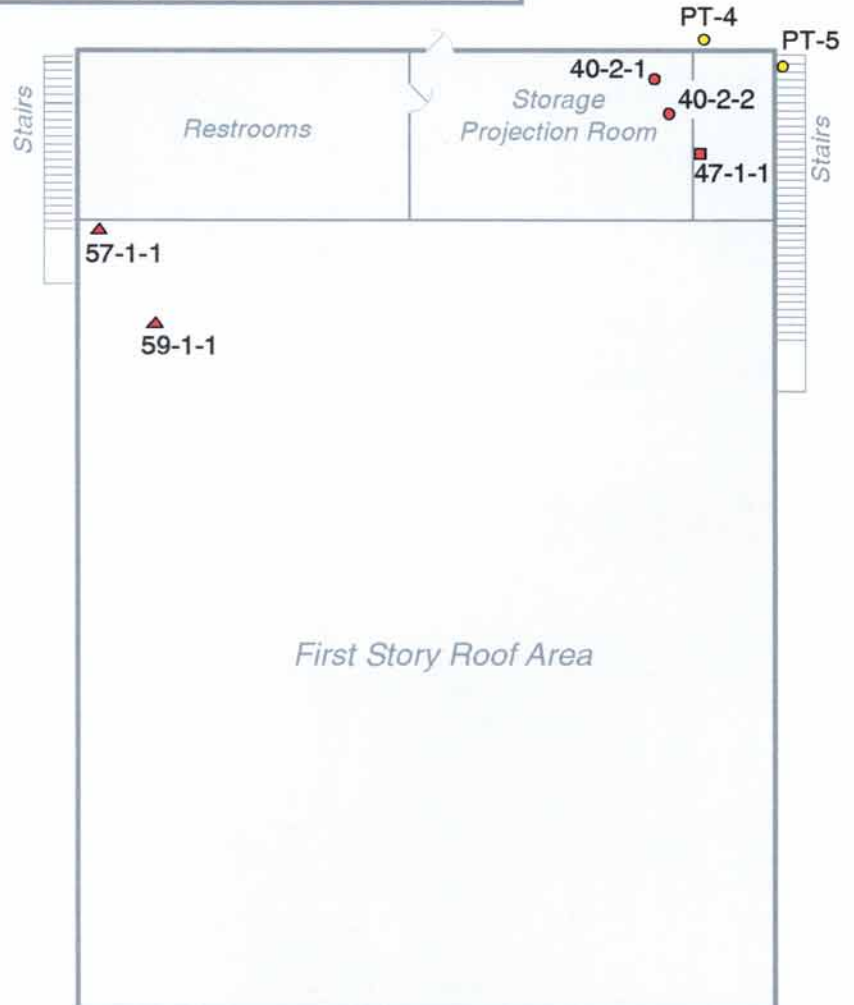 PT-4
PT-5
40-2-1
40-2-2
Storage
Projection Room
Restrooms
Stairs
Stairs
47-1-1
57-1-1
59-1-1
First Story Roof Area